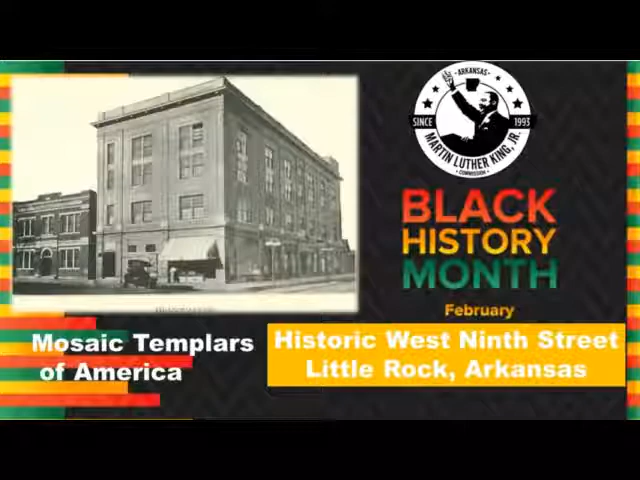 ARKANSAS
SINCE 1993
MARTIN LUTHER KING, JR.
COMMISSION
BLACK
HISTORY
MONTH
February
Mosaic Templars
of America
Historic West Ninth Street
Little Rock, Arkansas